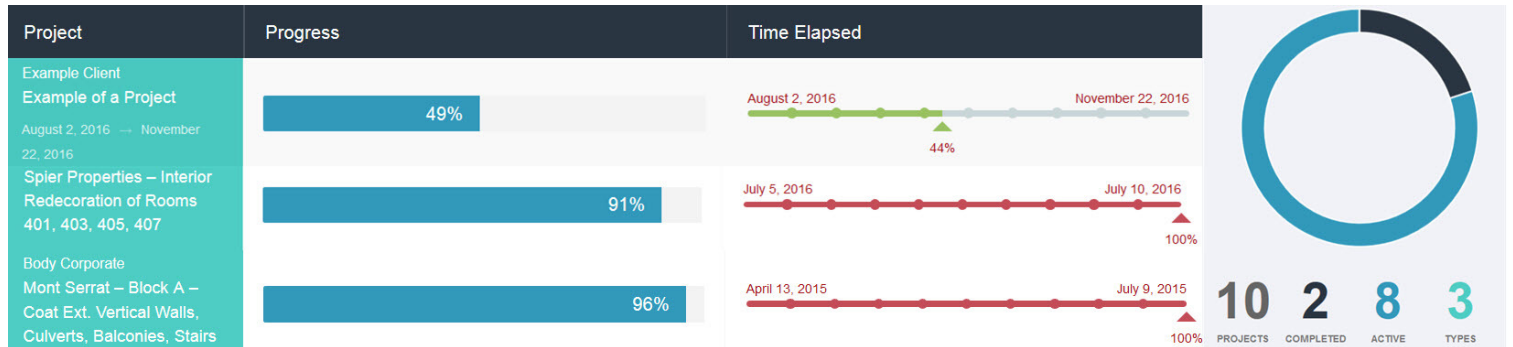 Project
Progress
Time Elapsed
Example Client
Example of a Project
August 2, 2016 → November
22, 2016
49%
August 2, 2016
November 22, 2016
44%
Spier Properties – Interior
Redecoration of Rooms
401, 403, 405, 407
91%
July 5, 2016
July 10, 2016
100%
Body Corporate
Mont Serrat – Block A –
Coat Ext. Vertical Walls,
Culverts, Balconies, Stairs
96%
April 13, 2015
July 9, 2015
100%
10
PROJECTS
2
COMPLETED
8
ACTIVE
3
TYPES